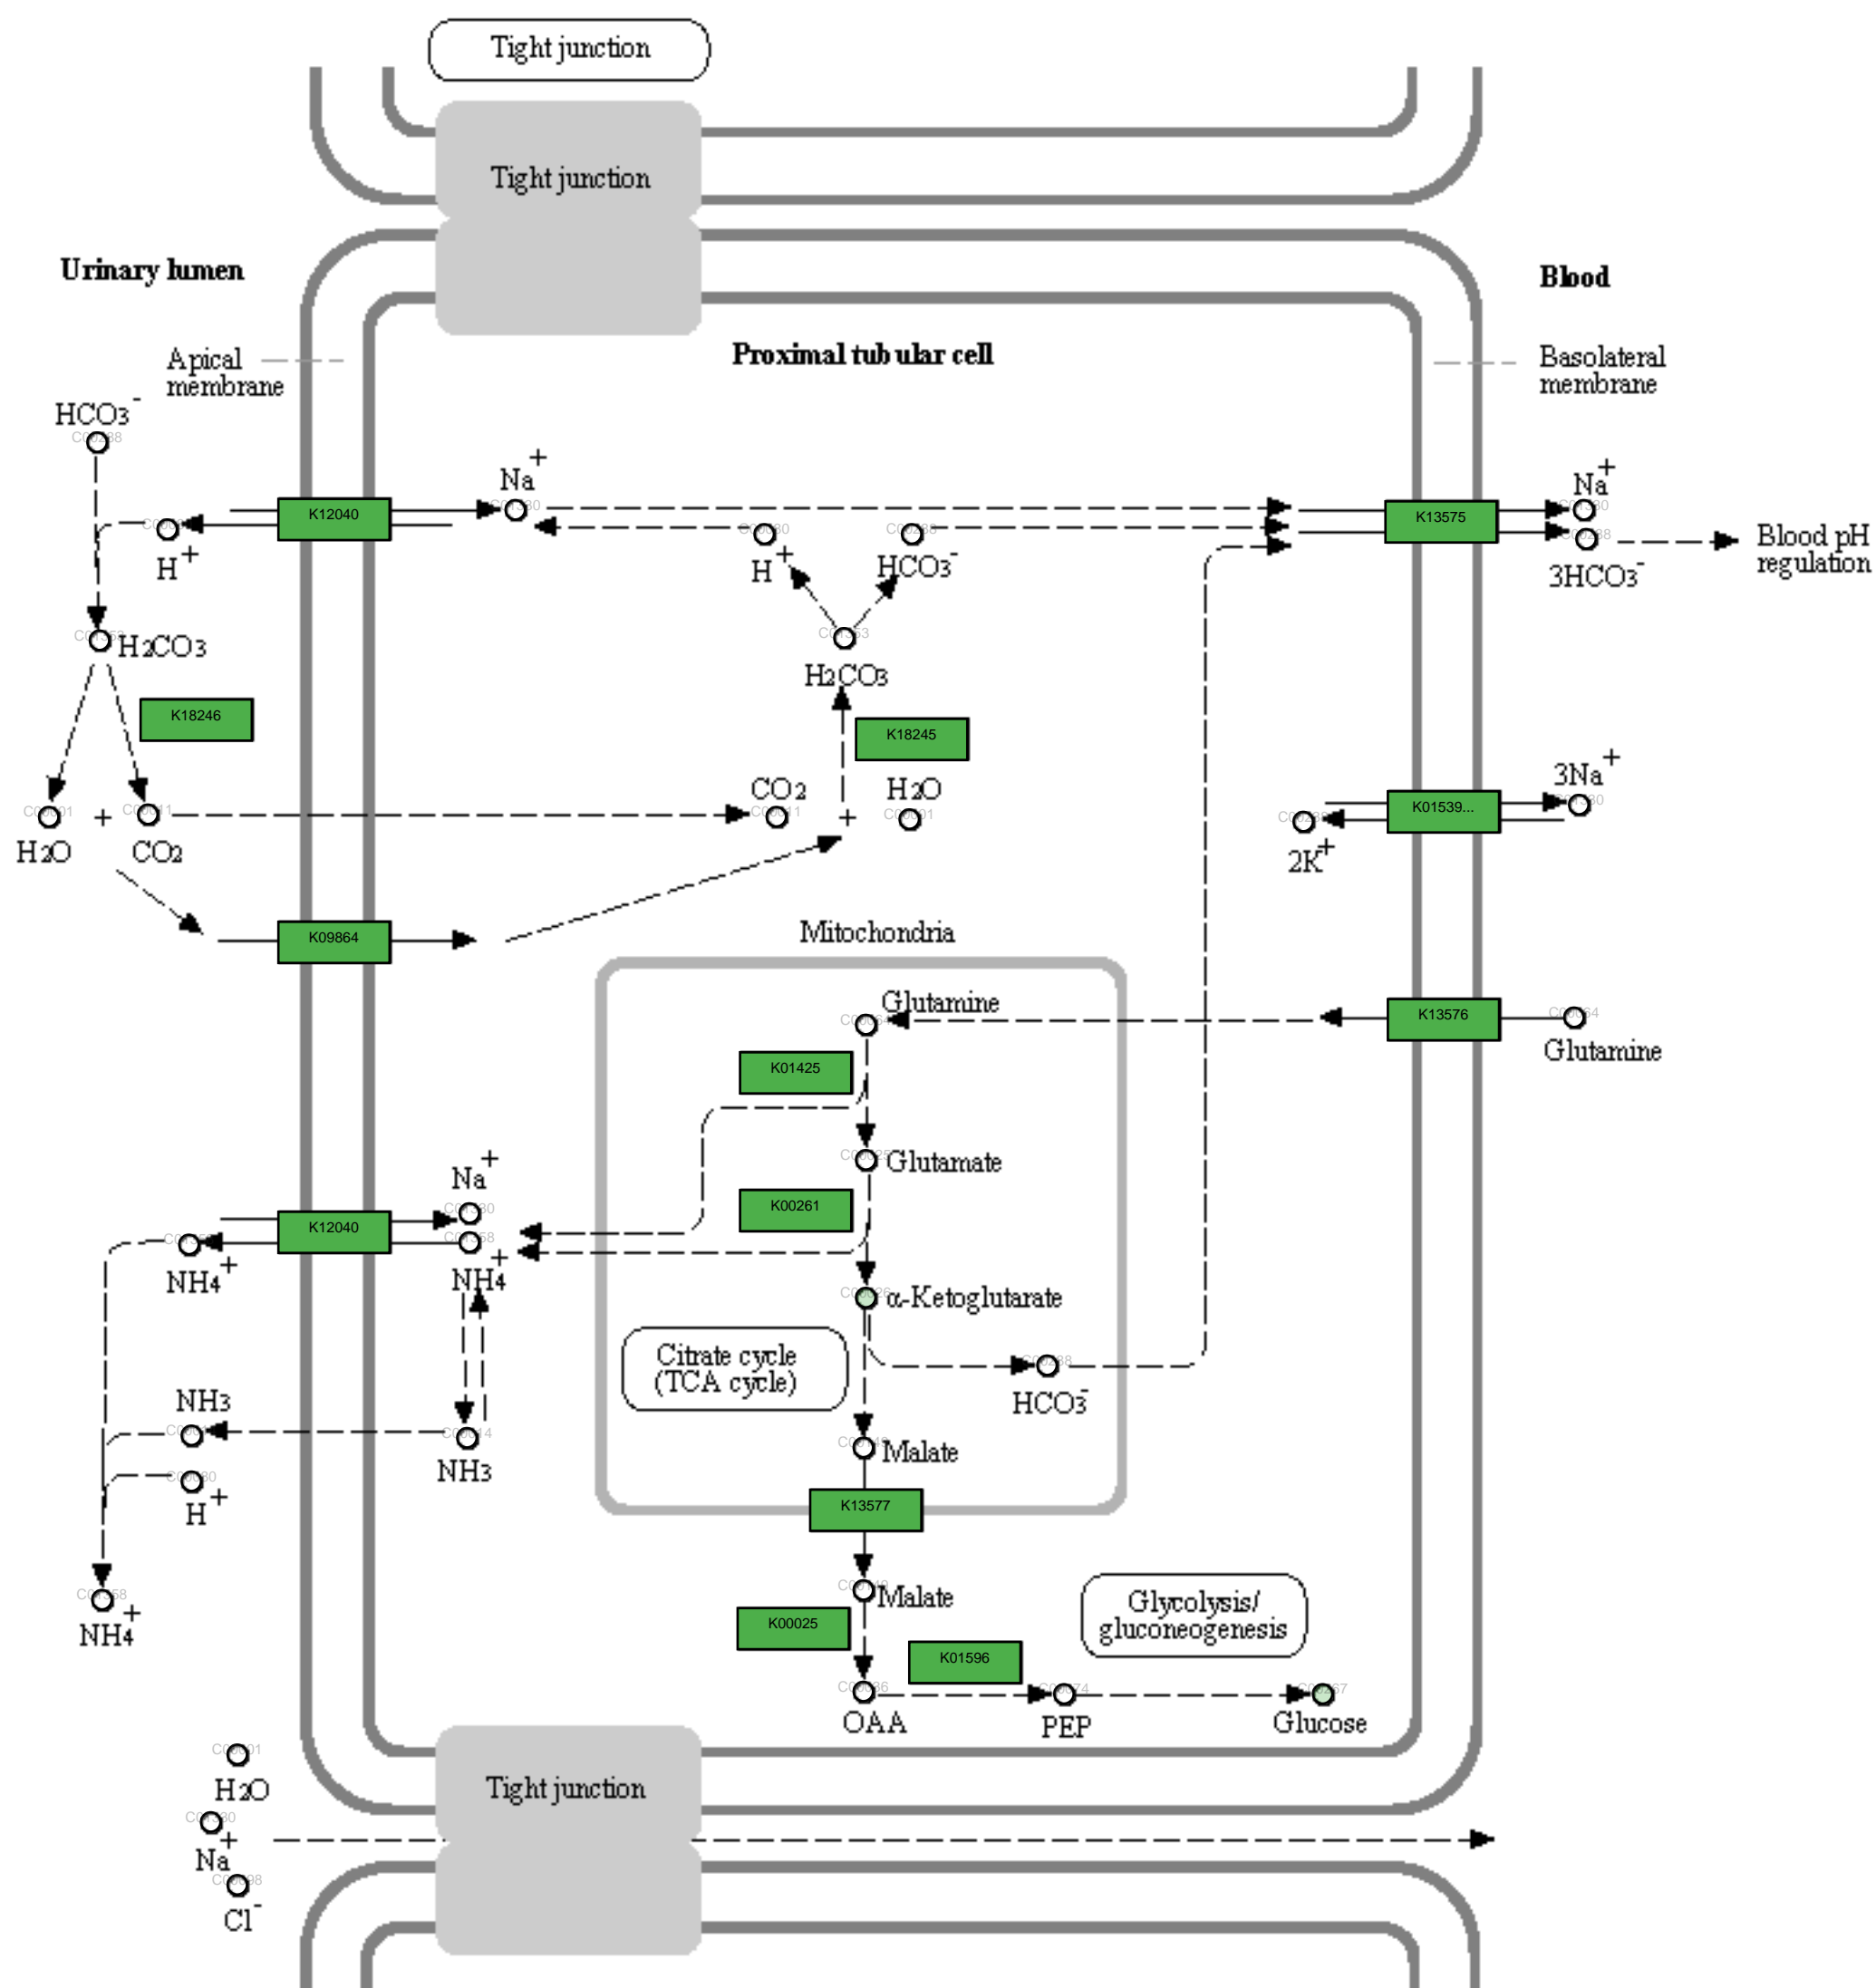 Tight junction
Tight junction
Urinary lumen
Blood
Proximal tubular cell
Apical
membrane
Basolateral
membrane
HCO3-
Na+
K12040
H+
H+
HCO3-
K13575
Na+
3HCO3-
Blood pH
regulation
H2CO3
H2CO3
K18246
K18245
H2O
+
CO2
CO2
+
H2O
3Na+
K01539...
2K+
K09864
Mitochondria
Glutamine
K13576
Glutamine
K01425
Glutamate
K00261
Na+
K12040
NH4+
NH4+
α-Ketoglutarate
Citrate cycle
(TCA cycle)
HCO3-
NH3
NH3
H+
Malate
K13577
Malate
NH4+
K00025
Glycolysis/
gluconeogenesis
K01596
OAA
PEP
Glucose
H2O
Tight junction
Na+
Cl-